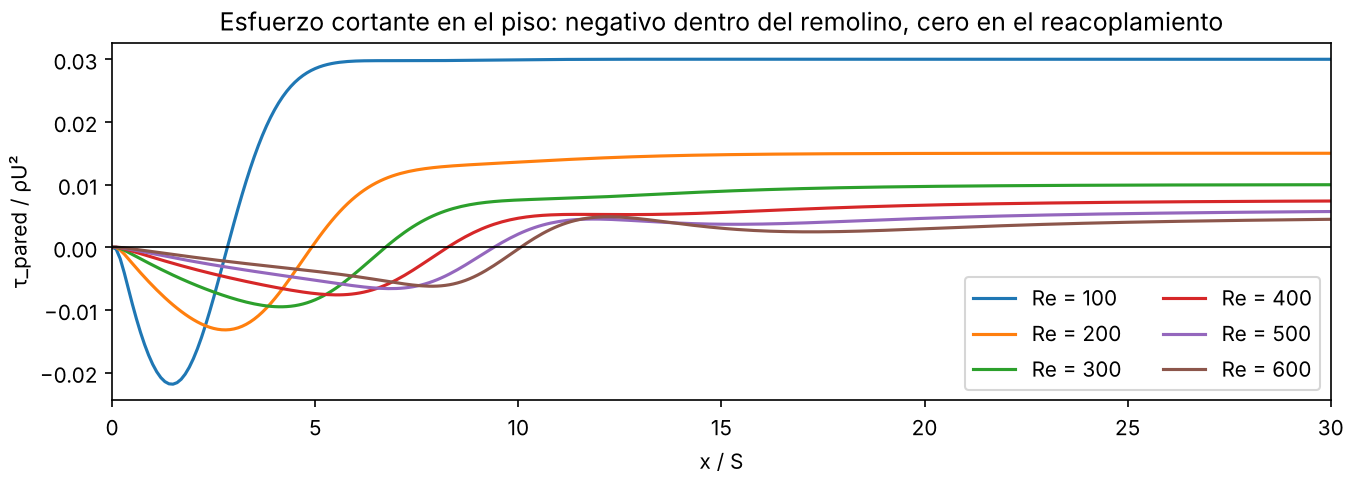 Esfuerzo cortante en el piso: negativo dentro del remolino, cero en el reacoplamiento
τ_pared / ρU²
0.03
0.02
0.01
0.00
−0.01
−0.02
Re = 100
Re = 200
Re = 300
Re = 400
Re = 500
Re = 600
0 5 10 15 20 25 30
x / S